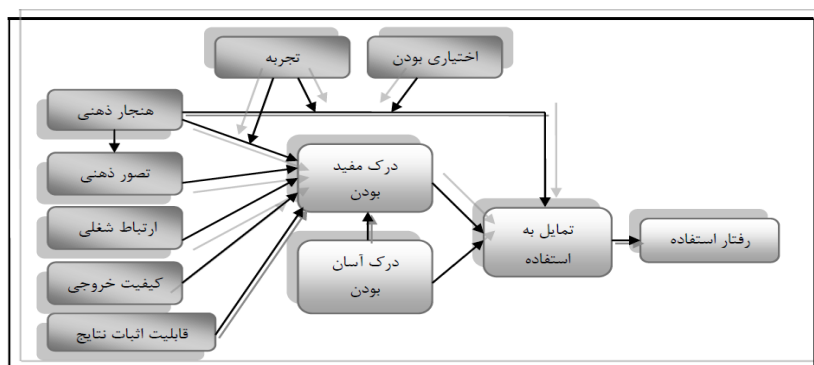 تجربه
اختیاری بودن
هنجار ذهنی
تصور ذهنی
ارتباط شغلی
کیفیت خروجی
قابلیت اثبات نتایج
درک مفید
بودن
درک آسان
بودن
تمایل به
استفاده
رفتار استفاده